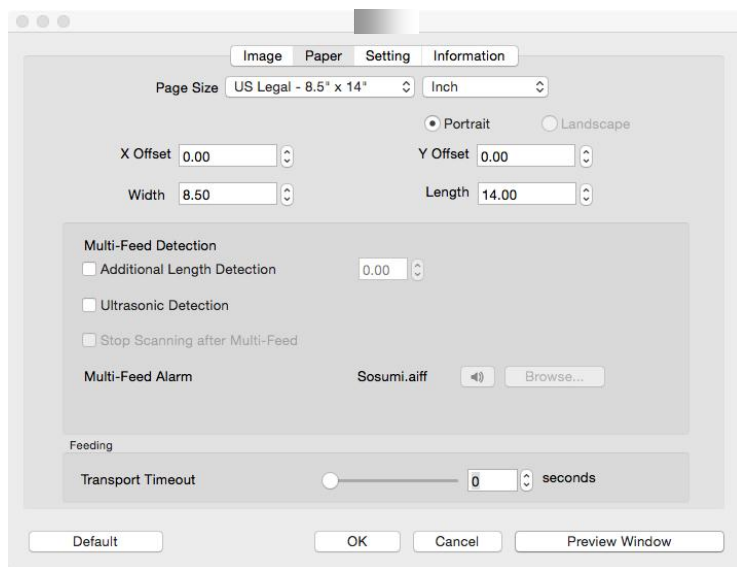 Image Paper Setting Information
Page Size US Legal - 8.5" x 14" Inch
Portrait Landscape
X Offset 0.00 Y Offset 0.00
Width 8.50 Length 14.00
Multi-Feed Detection
Additional Length Detection 0.00
Ultrasonic Detection
Stop Scanning after Multi-Feed
Multi-Feed Alarm Sosumi.aiff Browse...
Feeding
Transport Timeout 0 seconds
Default OK Cancel Preview Window